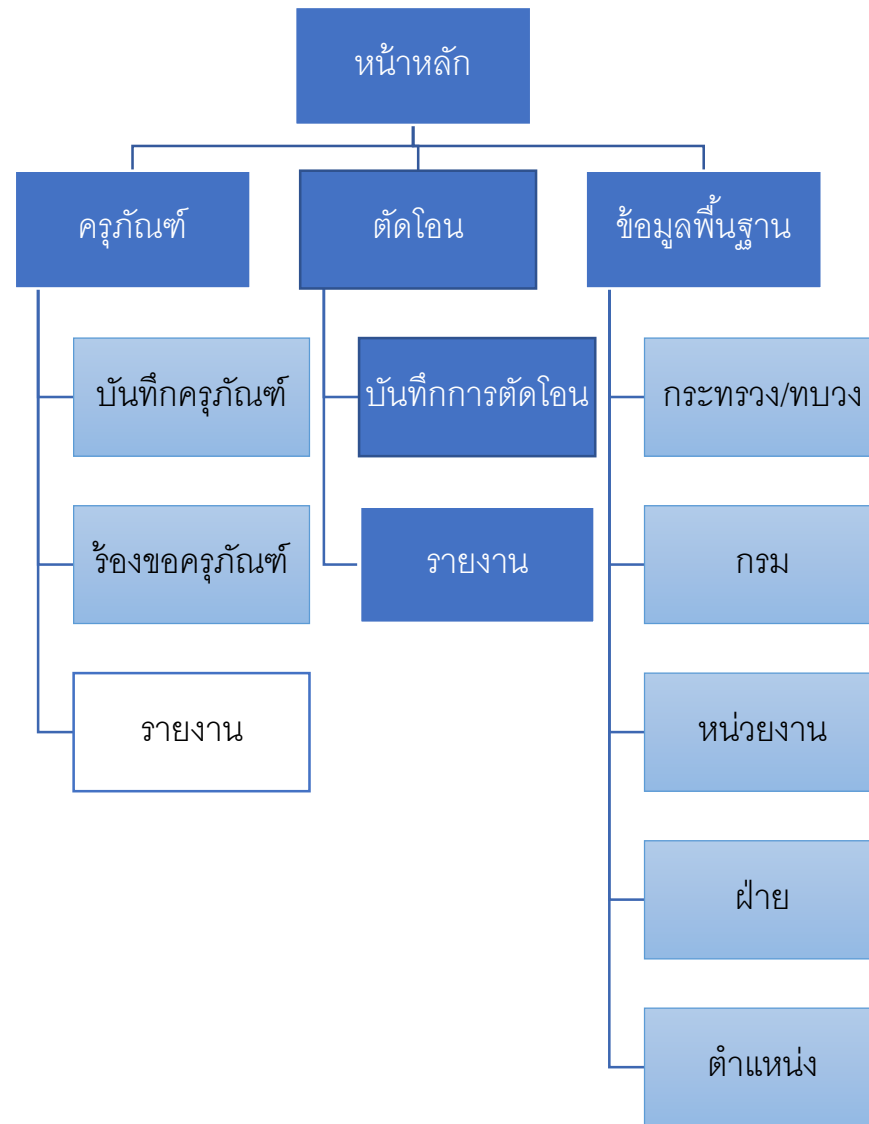 หน้าหลัก
ครุภัณฑ์
ตัดโอน
ข้อมูลพื้นฐาน
บันทึกครุภัณฑ์
บันทึกการตัดโอน
กระทรวง/ทบวง
ร้องขอครุภัณฑ์
รายงาน
กรม
รายงาน
หน่วยงาน
ฝ่าย
ตำแหน่ง